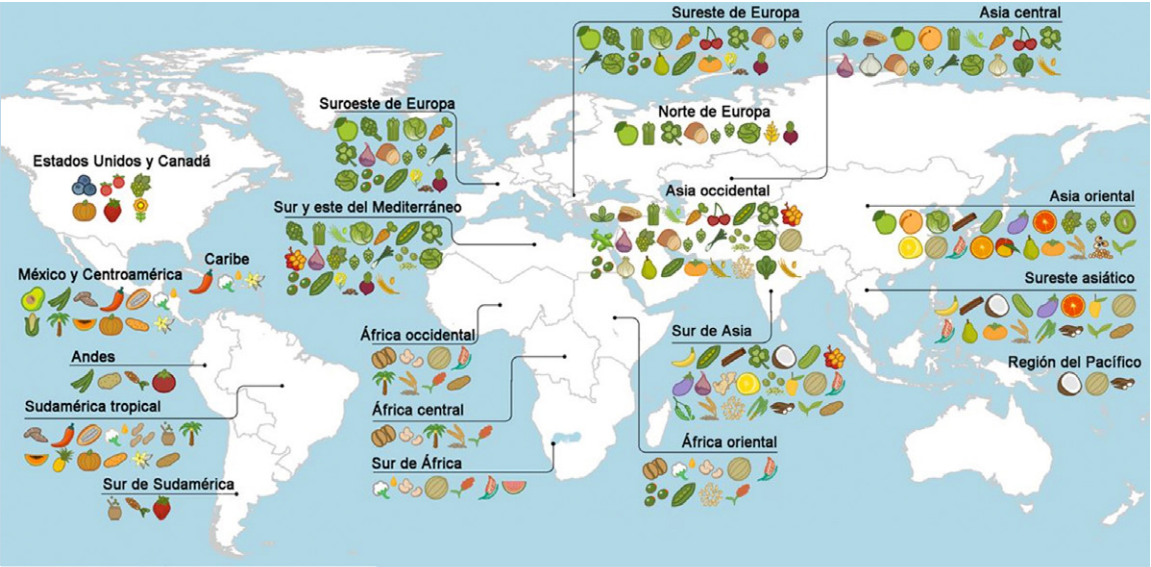 Sureste de Europa
Asia central
Suroeste de Europa
Norte de Europa
Estados Unidos y Canadá
Asia occidental
Asia oriental
Sur y este del Mediterráneo
Caribe
México y Centroamérica
Sureste asiático
África occidental
Sur de Asia
Andes
Región del Pacífico
Sudamérica tropical
África central
África oriental
Sur de África
Sur de Sudamérica